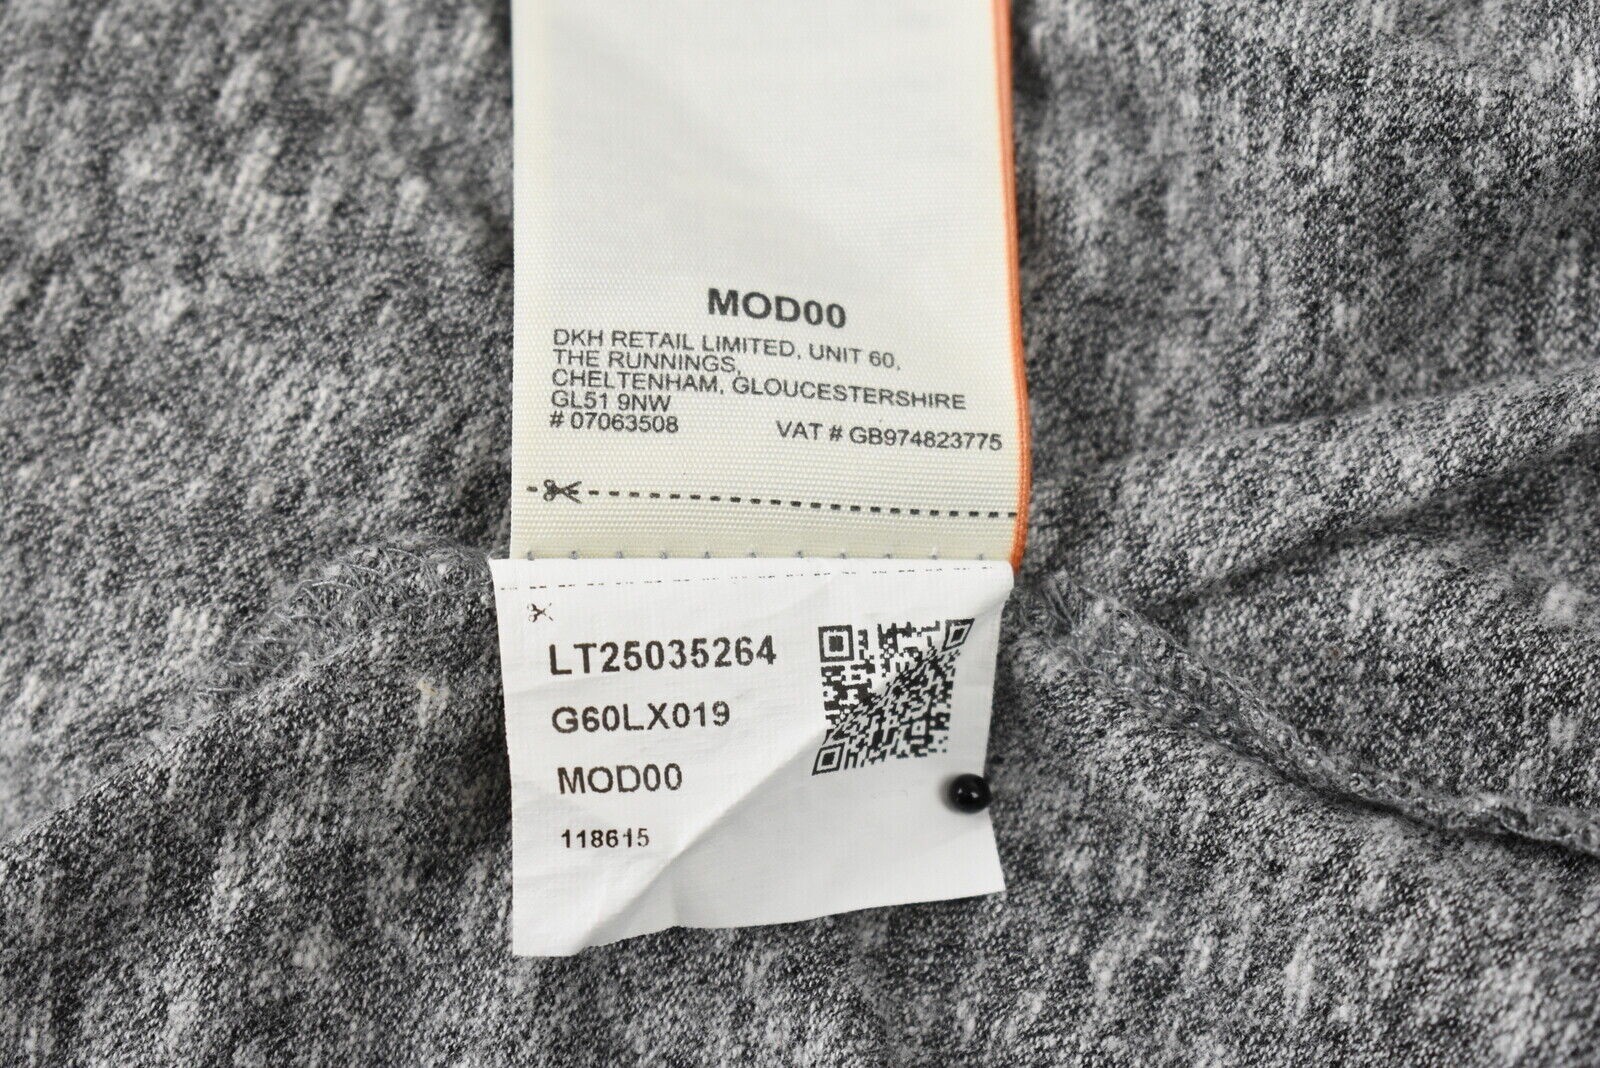 MOD00
DKH RETAIL LIMITED, UNIT 60,
THE RUNNINGS,
CHELTENHAM, GLOUCESTERSHIRE
GL51 9NW
# 07063508 VAT # GB974823775
LT25035264
G60LX019
MOD00
118615